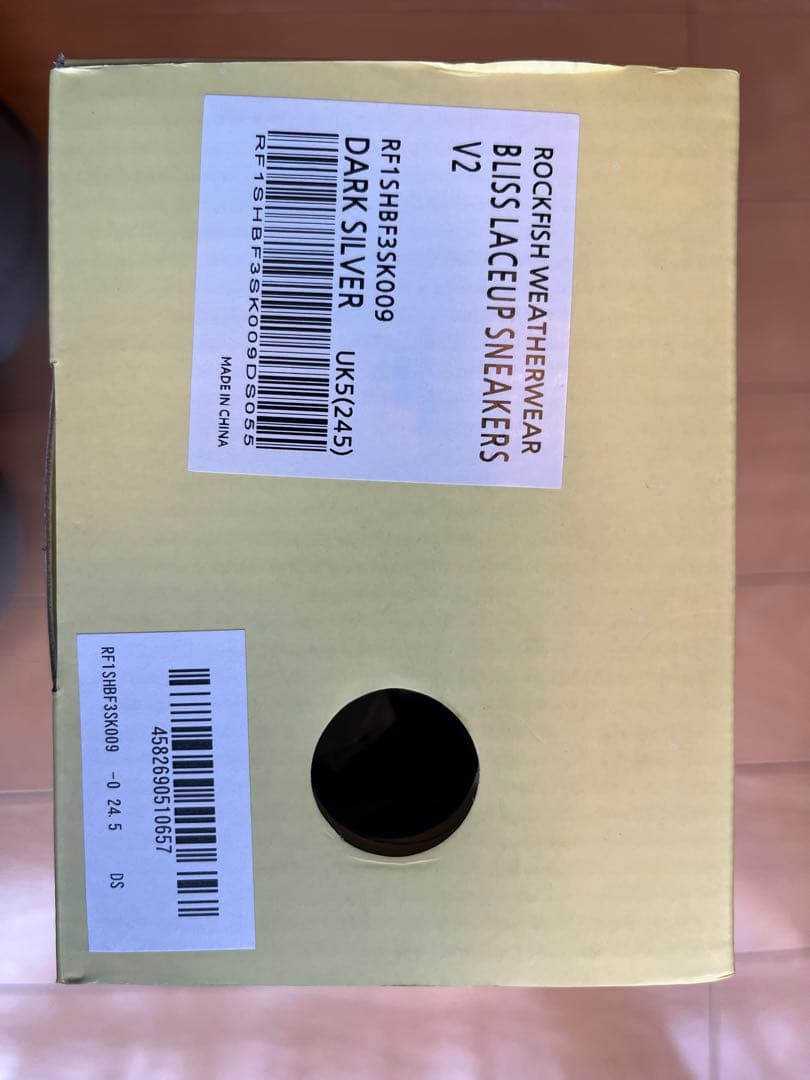 ROCKFISH WEATHERWEAR
BLISS LACEUP SNEAKERS
V2
RF1SHBF3SK009
DARK SILVER UK5(245)
RF1SHBF3SK009DS055
MADE IN CHINA
4582690510657
RF1SHBF3SK009 -0 24.5 DS